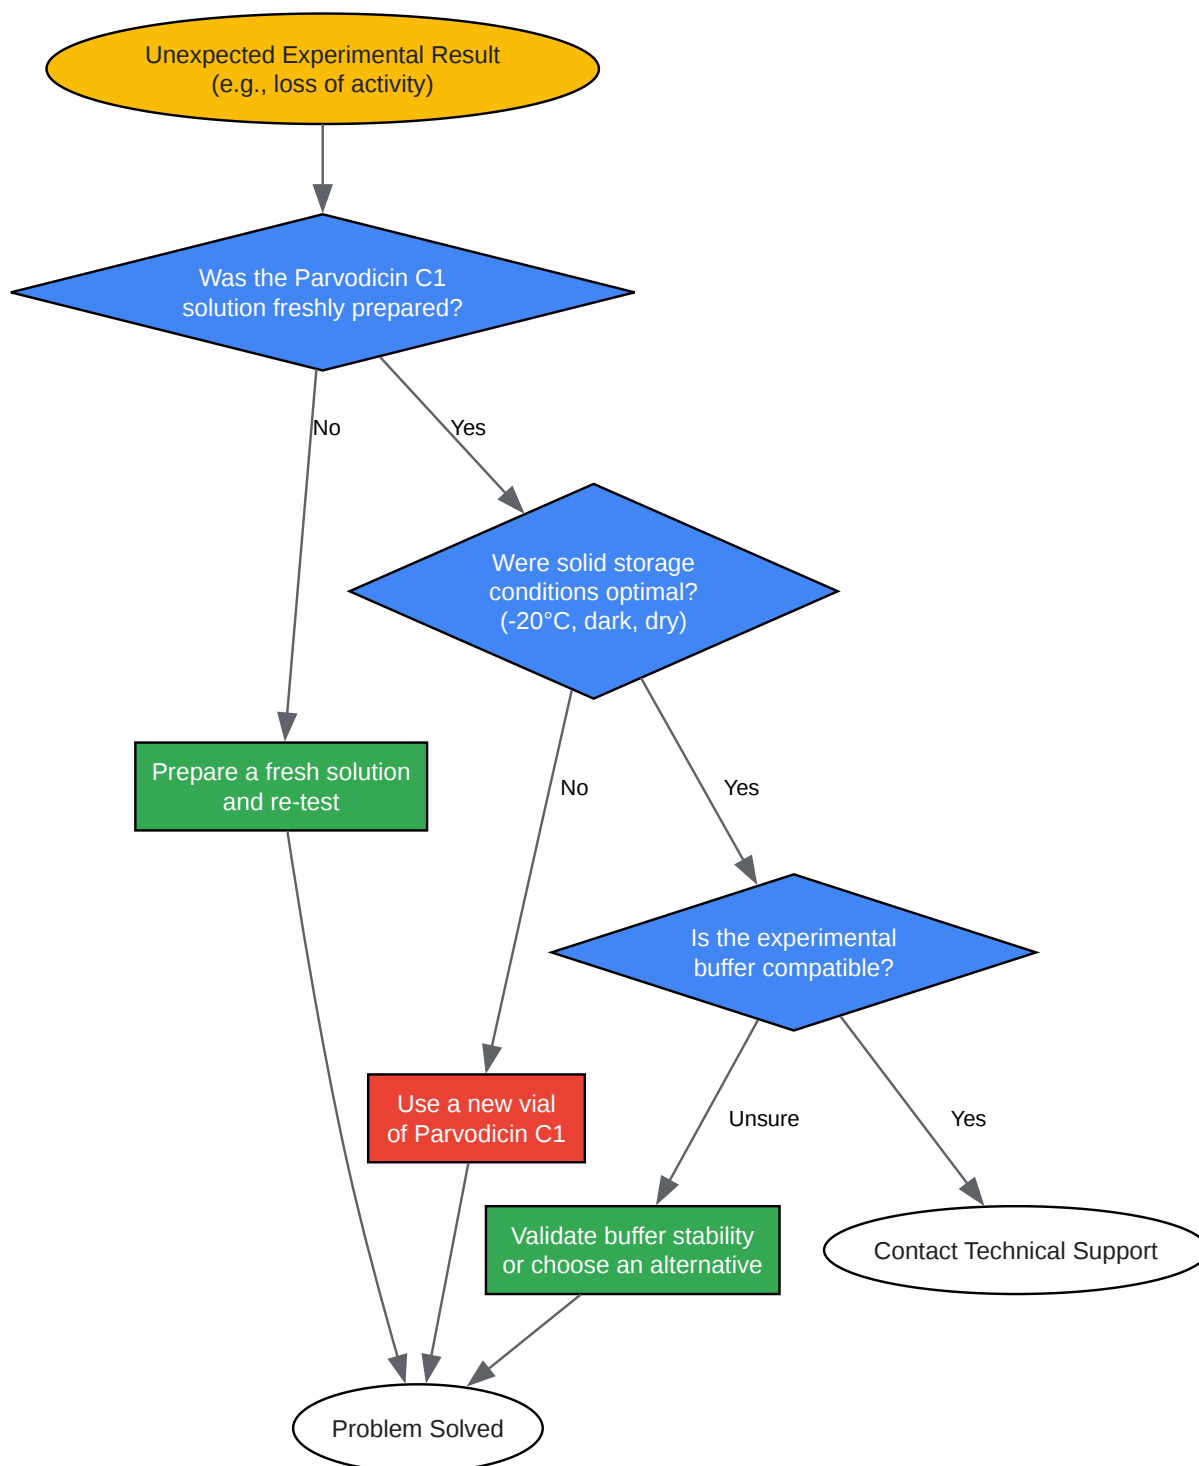 Unexpected Experimental Result
(e.g., loss of activity)
Was the Parvodicin C1
solution freshly prepared?
No
Yes
Were solid storage
conditions optimal?
(-20°C, dark, dry)
Prepare a fresh solution
and re-test
No
Yes
Is the experimental
buffer compatible?
Use a new vial
of Parvodicin C1
Unsure
Yes
Validate buffer stability
or choose an alternative
Contact Technical Support
Problem Solved